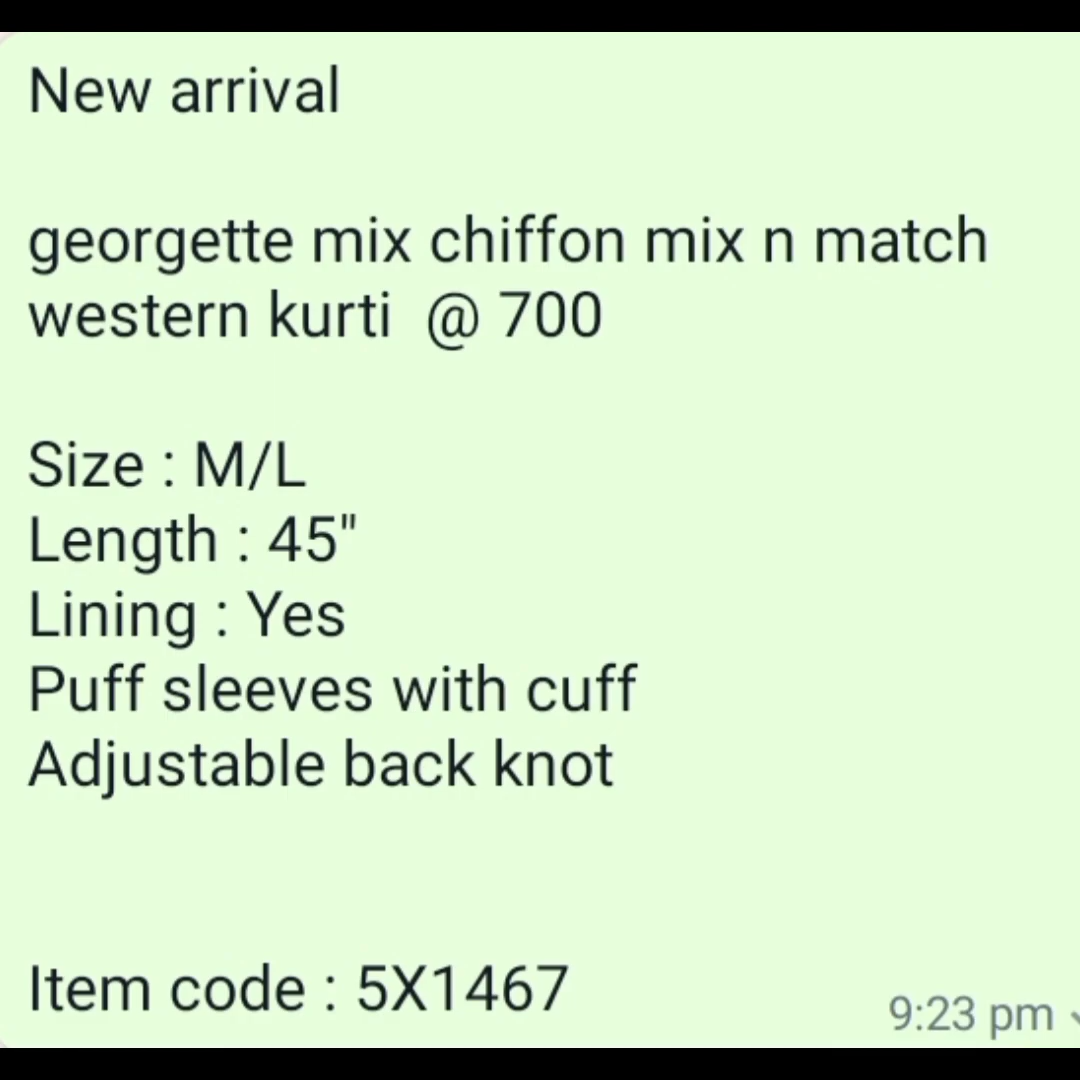 New arrival
georgette mix chiffon mix n match
western kurti  @ 700
Size : M/L
Length : 45"
Lining : Yes
Puff sleeves with cuff
Adjustable back knot
Item code : 5X1467
9:23 pm